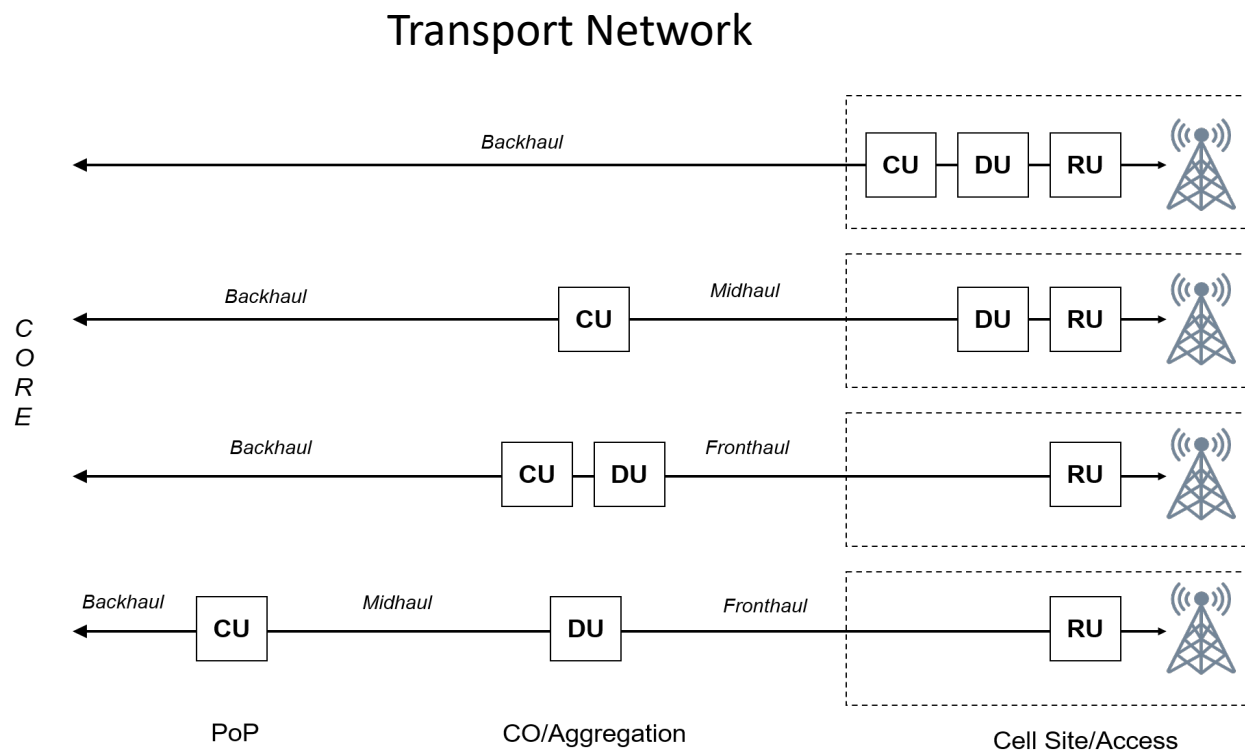 Transport Network
Backhaul
CU DU RU
Backhaul Midhaul
CU DU RU
C
O
R
E
Backhaul Fronthaul
CU DU RU
Backhaul Midhaul Fronthaul
CU DU RU
PoP CO/Aggregation Cell Site/Access